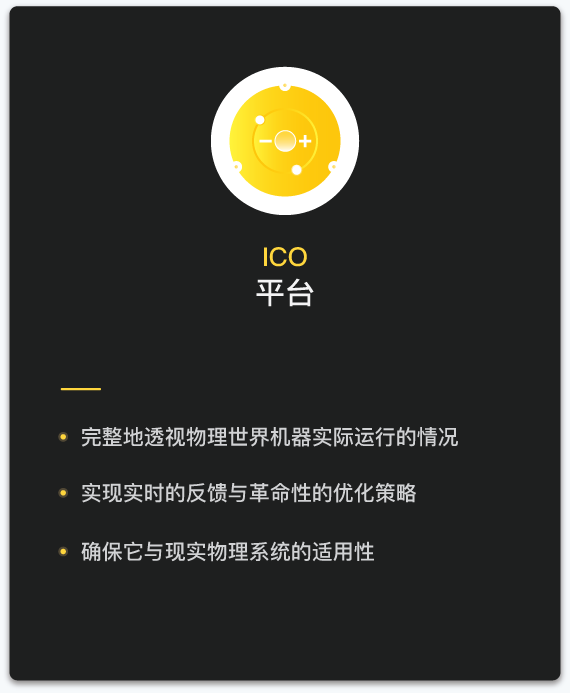 ICO
平台
完整地透视物理世界机器实际运行的情况
实现实时的反馈与革命性的优化策略
确保它与现实物理系统的适用性